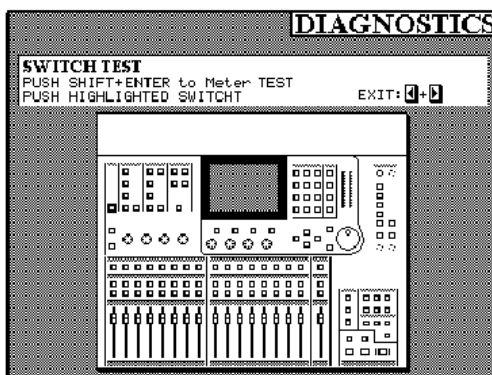 DIAGNOSTICS
SWITCH TEST
PUSH SHIFT+ENTER to Meter TEST
PUSH HIGHLIGHTED SWITCHT
EXIT:◀+▶